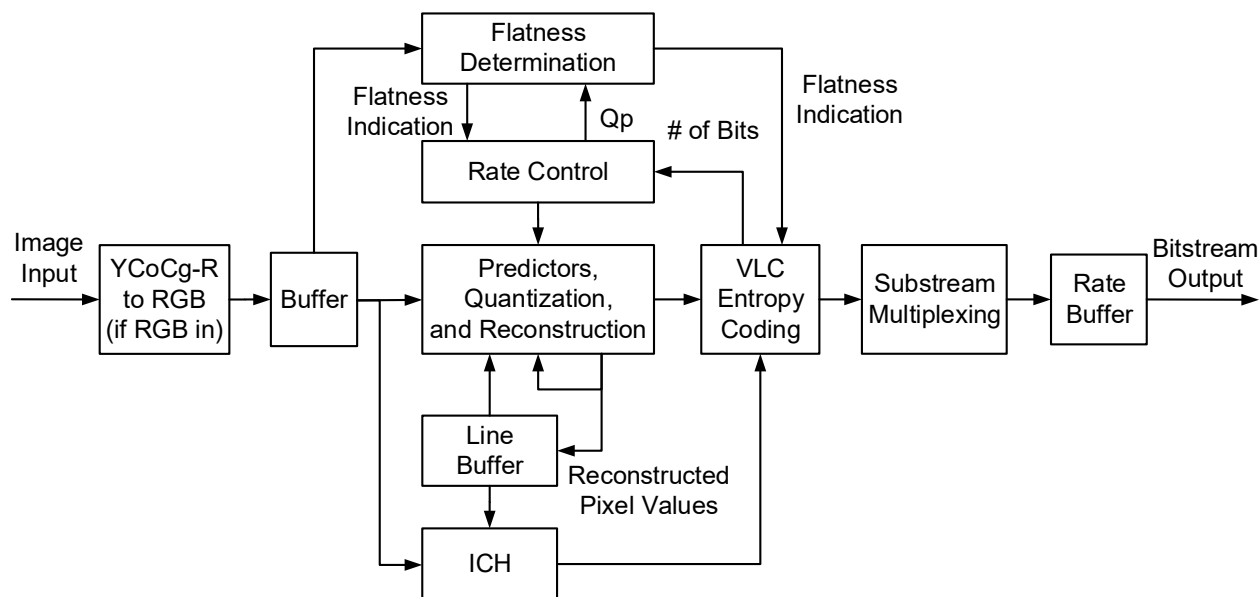 Flatness
Determination
Flatness
Indication
Qp
# of Bits
Flatness
Indication
Rate Control
Image
Input
YCoCg-R
to RGB
(if RGB in)
Buffer
Predictors,
Quantization,
and Reconstruction
VLC
Entropy
Coding
Substream
Multiplexing
Rate
Buffer
Bitstream
Output
Line
Buffer
Reconstructed
Pixel Values
ICH